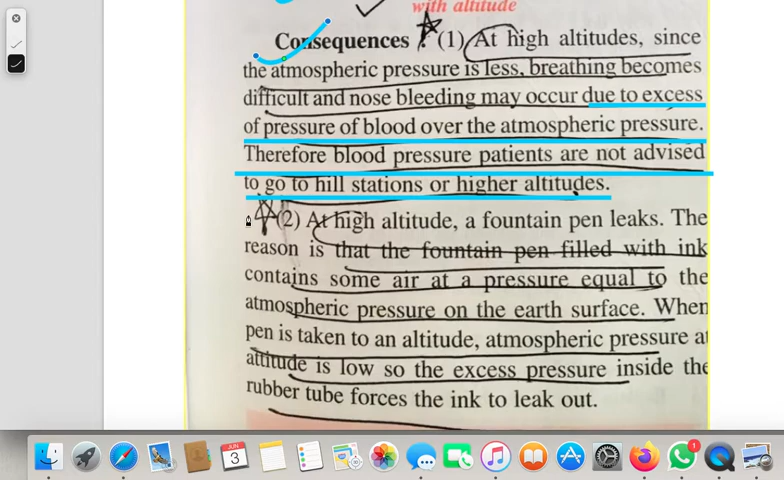 with altitude
Consequences : (1) At high altitudes, since
the atmospheric pressure is less, breathing becomes
difficult and nose bleeding may occur due to excess
of pressure of blood over the atmospheric pressure.
Therefore blood pressure patients are not advised
to go to hill stations or higher altitudes.
(2) At high altitude, a fountain pen leaks. The
reason is that the fountain pen filled with ink
contains some air at a pressure equal to the
atmospheric pressure on the earth surface. When
pen is taken to an altitude, atmospheric pressure at
attitude is low so the excess pressure inside the
rubber tube forces the ink to leak out.
JUN
3
1